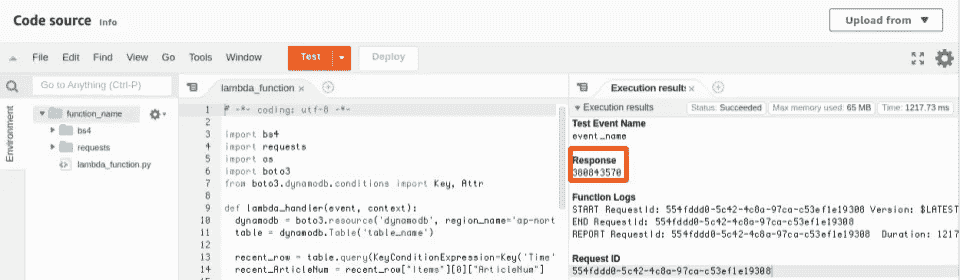 Code source Info
Upload from
File Edit Find View Go Tools Window Test Deploy
Go to Anything (Ctrl-P)
Environment
function_name
bs4
requests
lambda_function.py
lambda_function
1 # -*- coding: utf-8 -*-
2
3 import bs4
4 import requests
5 import os
6 import boto3
7 from boto3.dynamodb.conditions import Key, Attr
8
9 def lambda_handler(event, context):
10 dynamodb = boto3.resource('dynamodb', region_name='ap-nort
11 table = dynamodb.Table('table_name')
12
13 recent_row = table.query(KeyConditionExpression=Key('Time'
14 recent_ArticleNum = recent_row["Items"][0]["ArticleNum"]
Execution results
Execution results Status: Succeeded Max memory used: 65 MB Time: 1217.73 ms
Test Event Name
event_name
Response
380843570
Function Logs
START RequestId: 554fddd0-5c42-4c8a-97ca-c53ef1e19308 Version: $LATEST
END RequestId: 554fddd0-5c42-4c8a-97ca-c53ef1e19308
REPORT RequestId: 554fddd0-5c42-4c8a-97ca-c53ef1e19308 Duration: 1217
Request ID
554fddd0-5c42-4c8a-97ca-c53ef1e19308